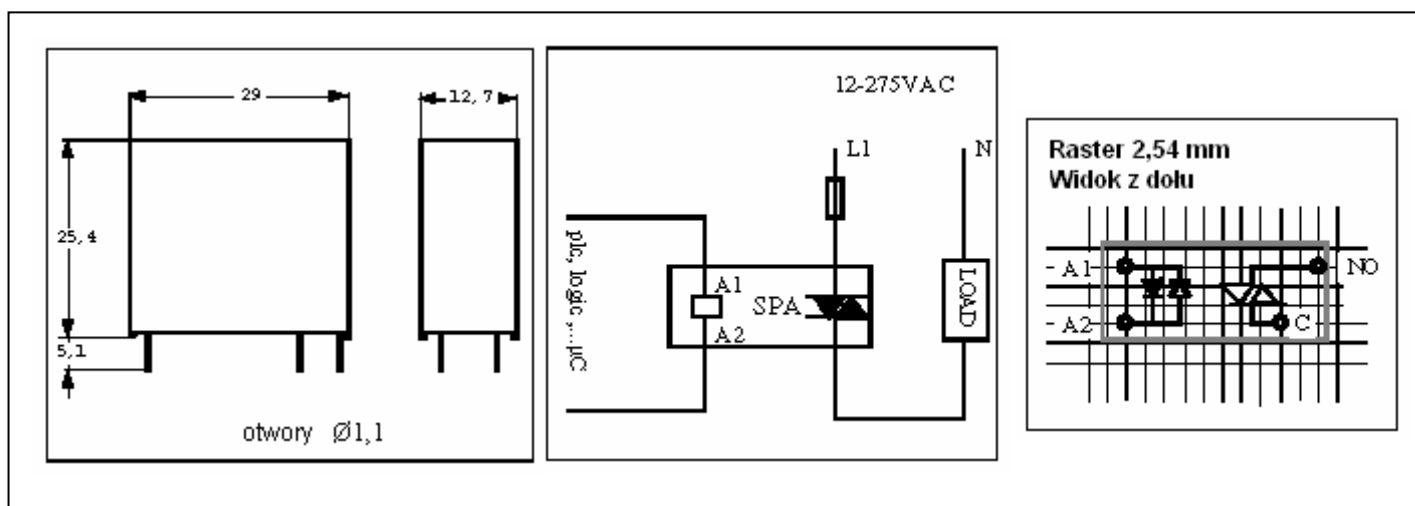 29
12,7
25,4
5,1
otwory Ø1,1
12-275VAC
L1
N
plc, logic ,...µC
A1
SPA
A2
LOAD
Raster 2,54 mm
Widok z dołu
A1
NO
A2
C